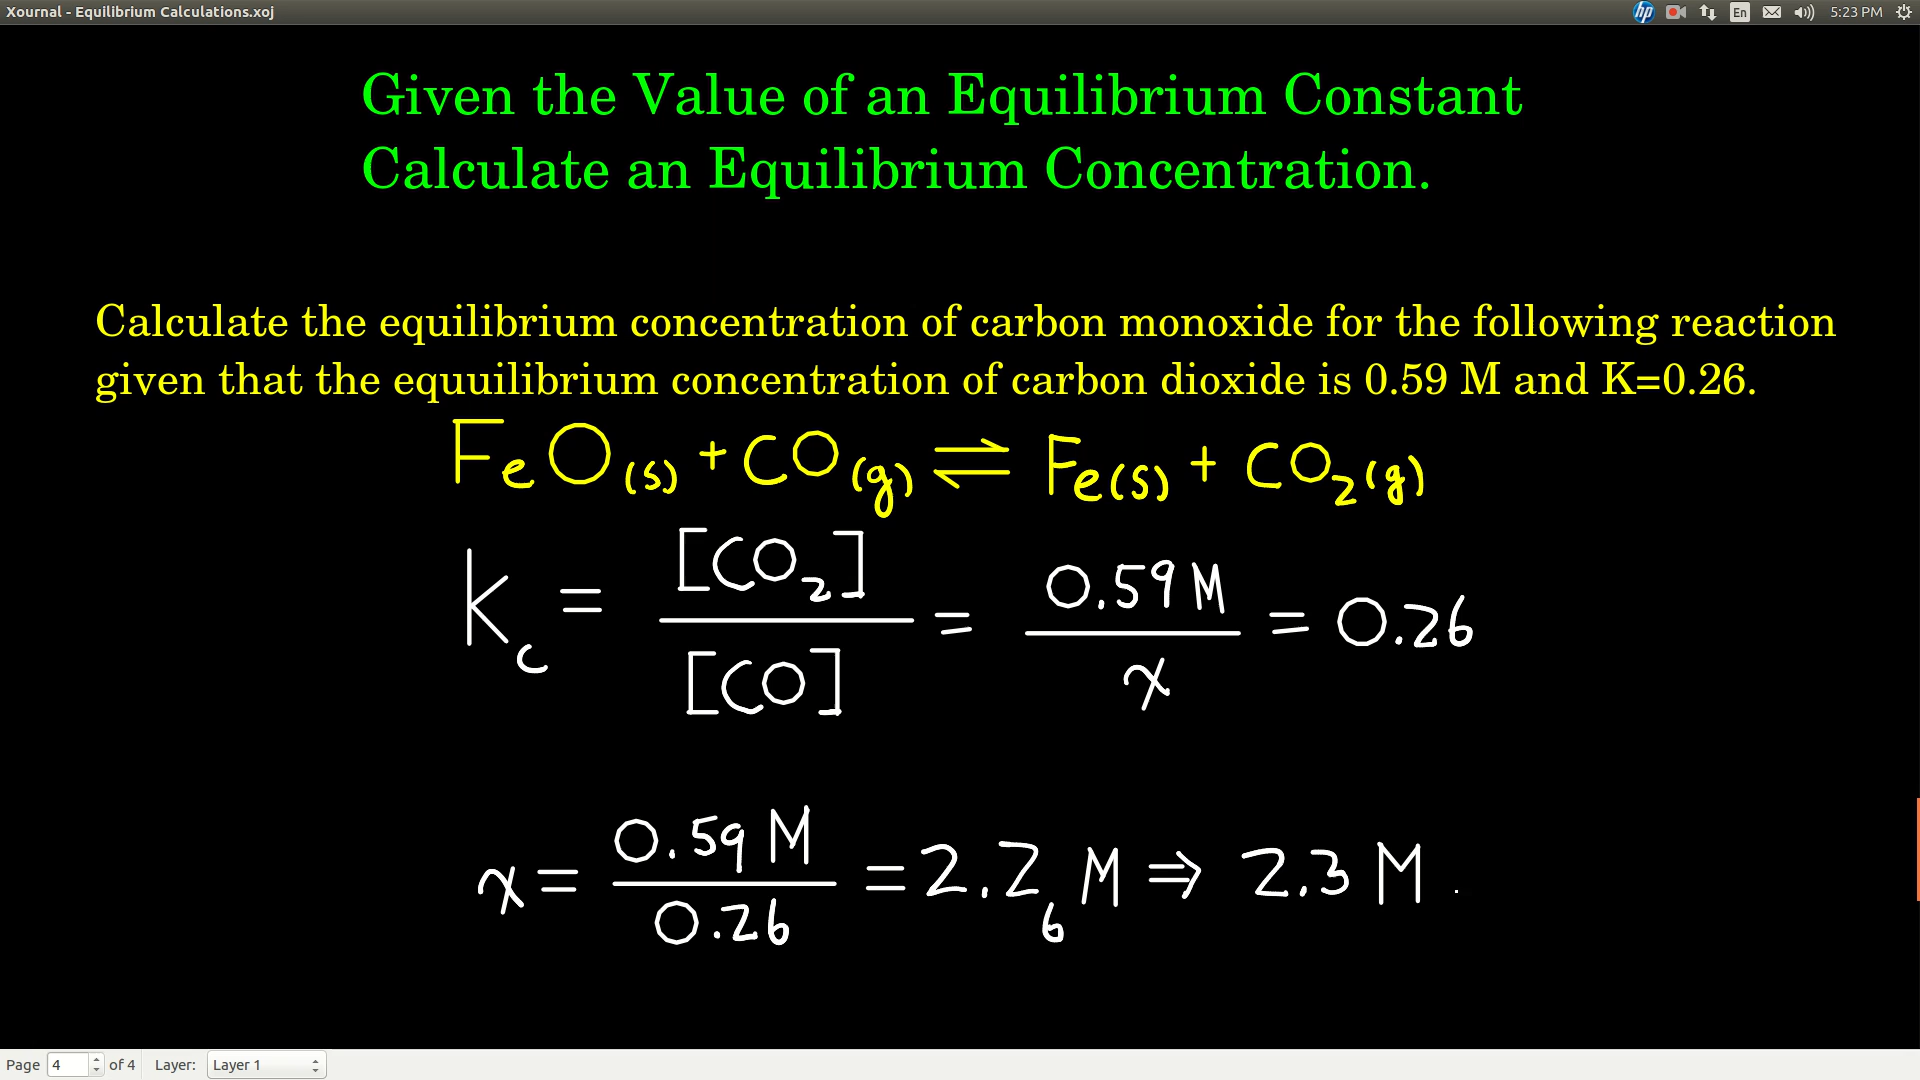 Xournal - Equilibrium Calculations.xoj
hp En 5:23 PM
Given the Value of an Equilibrium Constant
Calculate an Equilibrium Concentration.
Calculate the equilibrium concentration of carbon monoxide for the following reaction
given that the equuilibrium concentration of carbon dioxide is 0.59 M and K=0.26.
FeO(s) + CO(g) ⇌ Fe(s) + CO₂(g)
Kc = [CO₂] / [CO] = 0.59 M / x = 0.26
x = 0.59 M / 0.26 = 2.2₆ M ⇒ 2.3 M .
Page 4 of 4 Layer: Layer 1